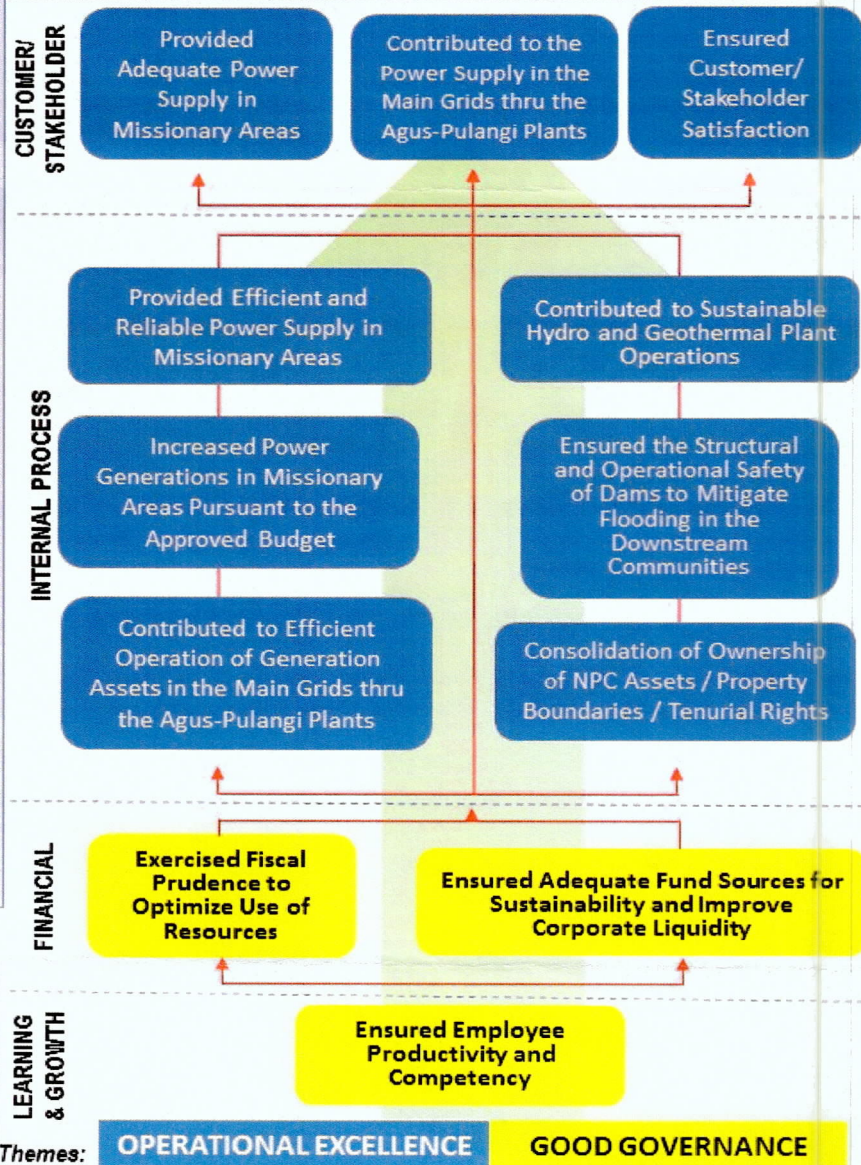 CUSTOMER/
STAKEHOLDER
Provided
Adequate Power
Supply in
Missionary Areas
Contributed to the
Power Supply in the
Main Grids thru the
Agus-Pulangi Plants
Ensured
Customer/
Stakeholder
Satisfaction
INTERNAL PROCESS
Provided Efficient and
Reliable Power Supply in
Missionary Areas
Contributed to Sustainable
Hydro and Geothermal Plant
Operations
Increased Power
Generations in Missionary
Areas Pursuant to the
Approved Budget
Ensured the Structural
and Operational Safety
of Dams to Mitigate
Flooding in the
Downstream
Communities
Contributed to Efficient
Operation of Generation
Assets in the Main Grids thru
the Agus-Pulangi Plants
Consolidation of Ownership
of NPC Assets / Property
Boundaries / Tenurial Rights
FINANCIAL
Exercised Fiscal
Prudence to
Optimize Use of
Resources
Ensured Adequate Fund Sources for
Sustainability and Improve
Corporate Liquidity
LEARNING
& GROWTH
Ensured Employee
Productivity and
Competency
Themes:
OPERATIONAL EXCELLENCE
GOOD GOVERNANCE